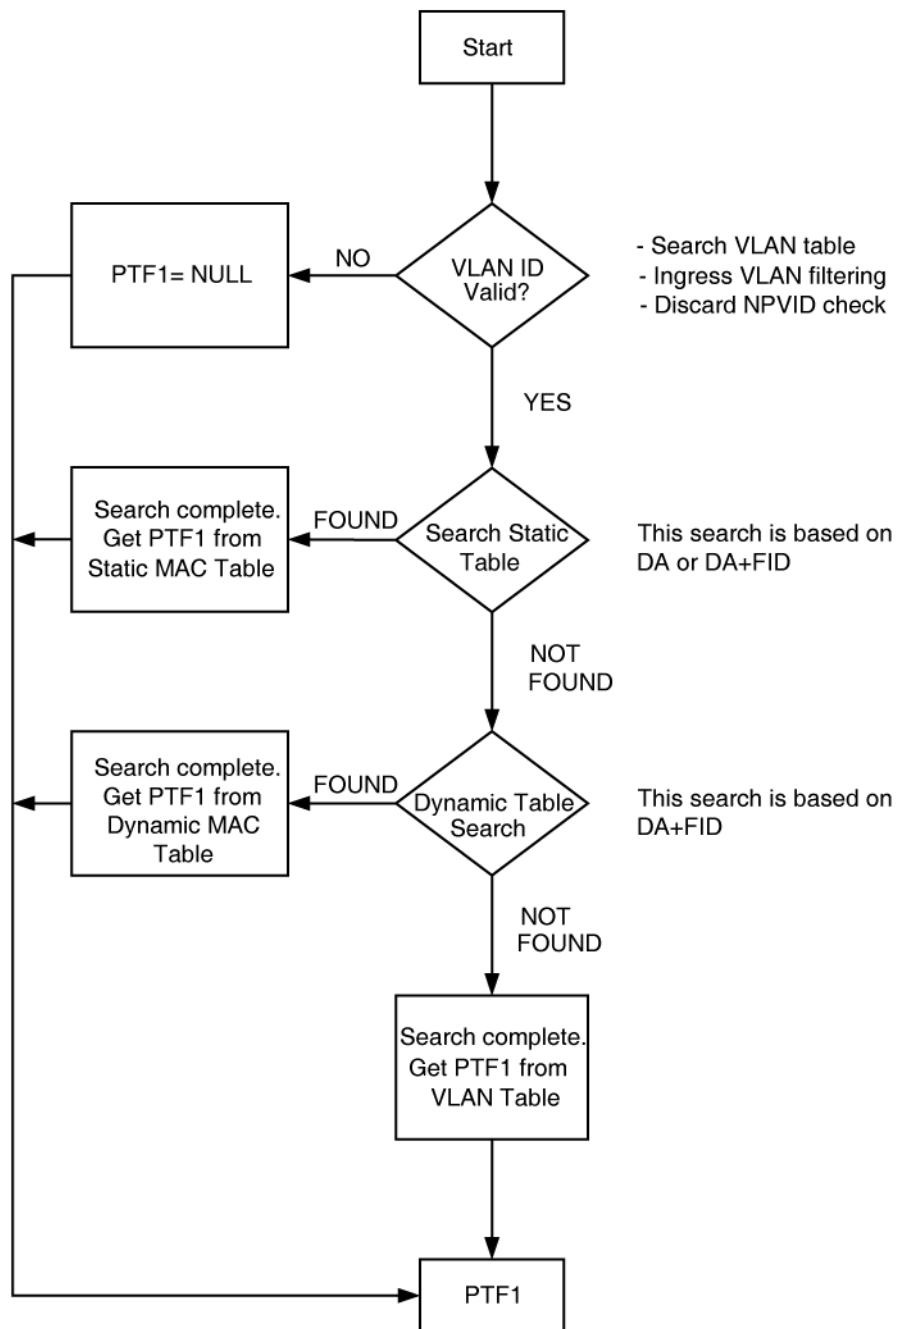 Start
NO
PTF1= NULL
VLAN ID
Valid?
- Search VLAN table
- Ingress VLAN filtering
- Discard NPVID check
YES
Search complete.
Get PTF1 from
Static MAC Table
FOUND
Search Static
Table
This search is based on
DA or DA+FID
NOT
FOUND
Search complete.
Get PTF1 from
Dynamic MAC
Table
FOUND
Dynamic Table
Search
This search is based on
DA+FID
NOT
FOUND
Search complete.
Get PTF1 from
VLAN Table
PTF1